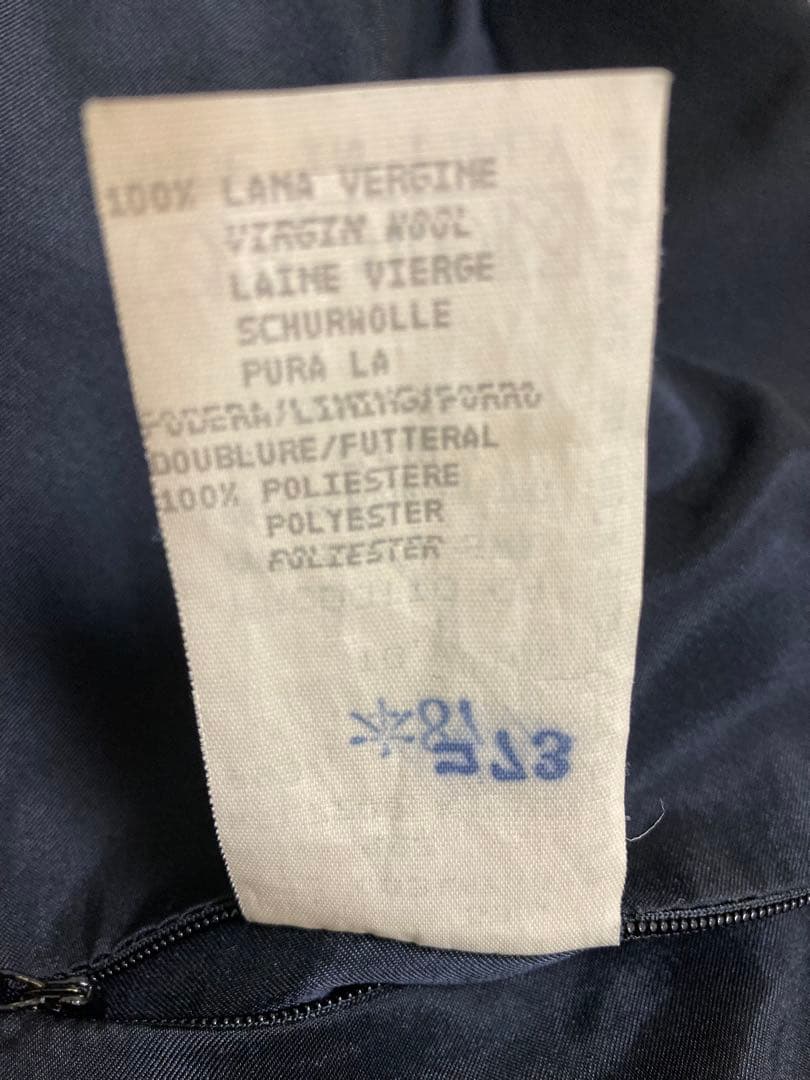 100% LANA VERGINE
VIRGIN WOOL
LAINE VIERGE
SCHURWOLLE
PURA LA
FODERA/LINING/FORRO
DOUBLURE/FUTTERAL
100% POLIESTERE
POLYESTER
POLIESTER